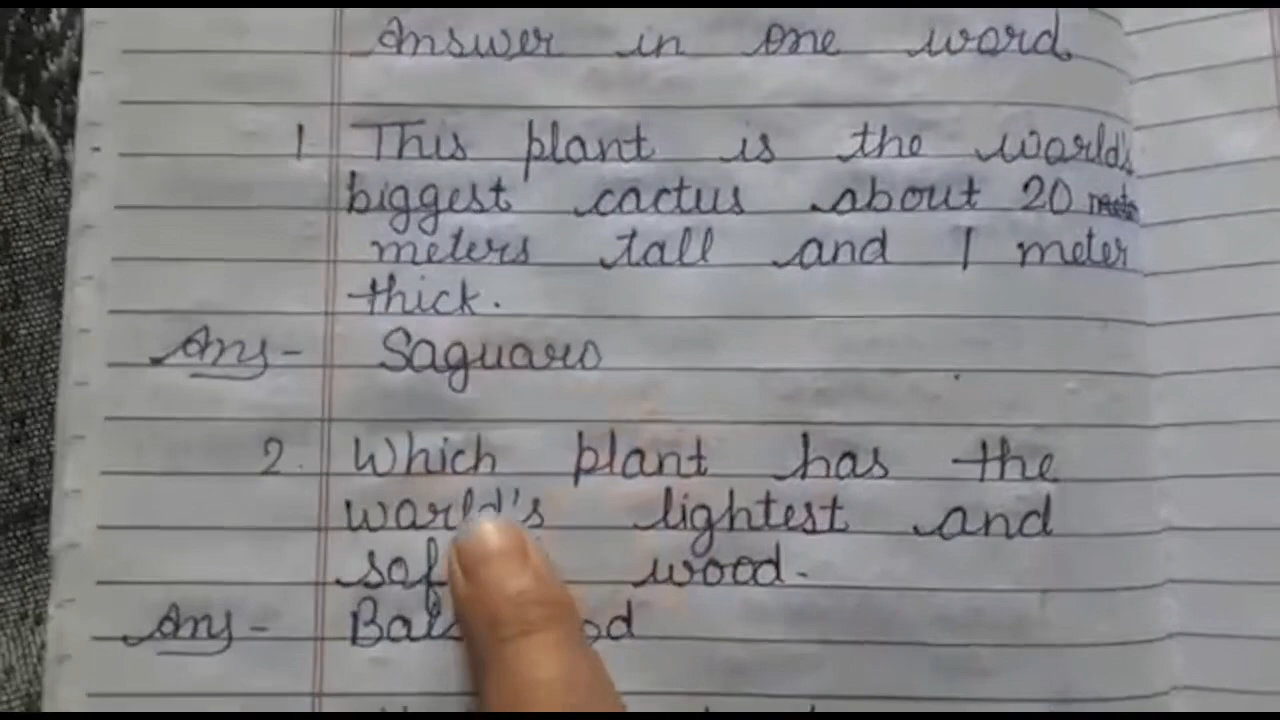 Answer in one word
1 This plant is the world's
biggest cactus about 20
meters tall and 1 meter
thick.
Ans- Saguaro
2. Which plant has the
world's lightest and
wood.
Ans-